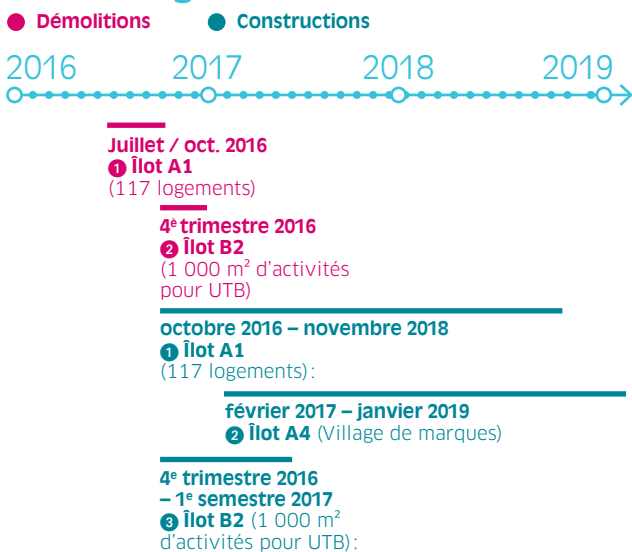 Démolitions Constructions
2016 2017 2018 2019
Juillet / oct. 2016
1 Îlot A1
(117 logements)
4è trimestre 2016
2 Îlot B2
(1 000 m² d'activités
pour UTB)
octobre 2016 – novembre 2018
1 Îlot A1
(117 logements) :
février 2017 – janvier 2019
2 Îlot A4 (Village de marques)
4e trimestre 2016
– 1e semestre 2017
3 Îlot B2 (1 000 m²
d'activités pour UTB) :